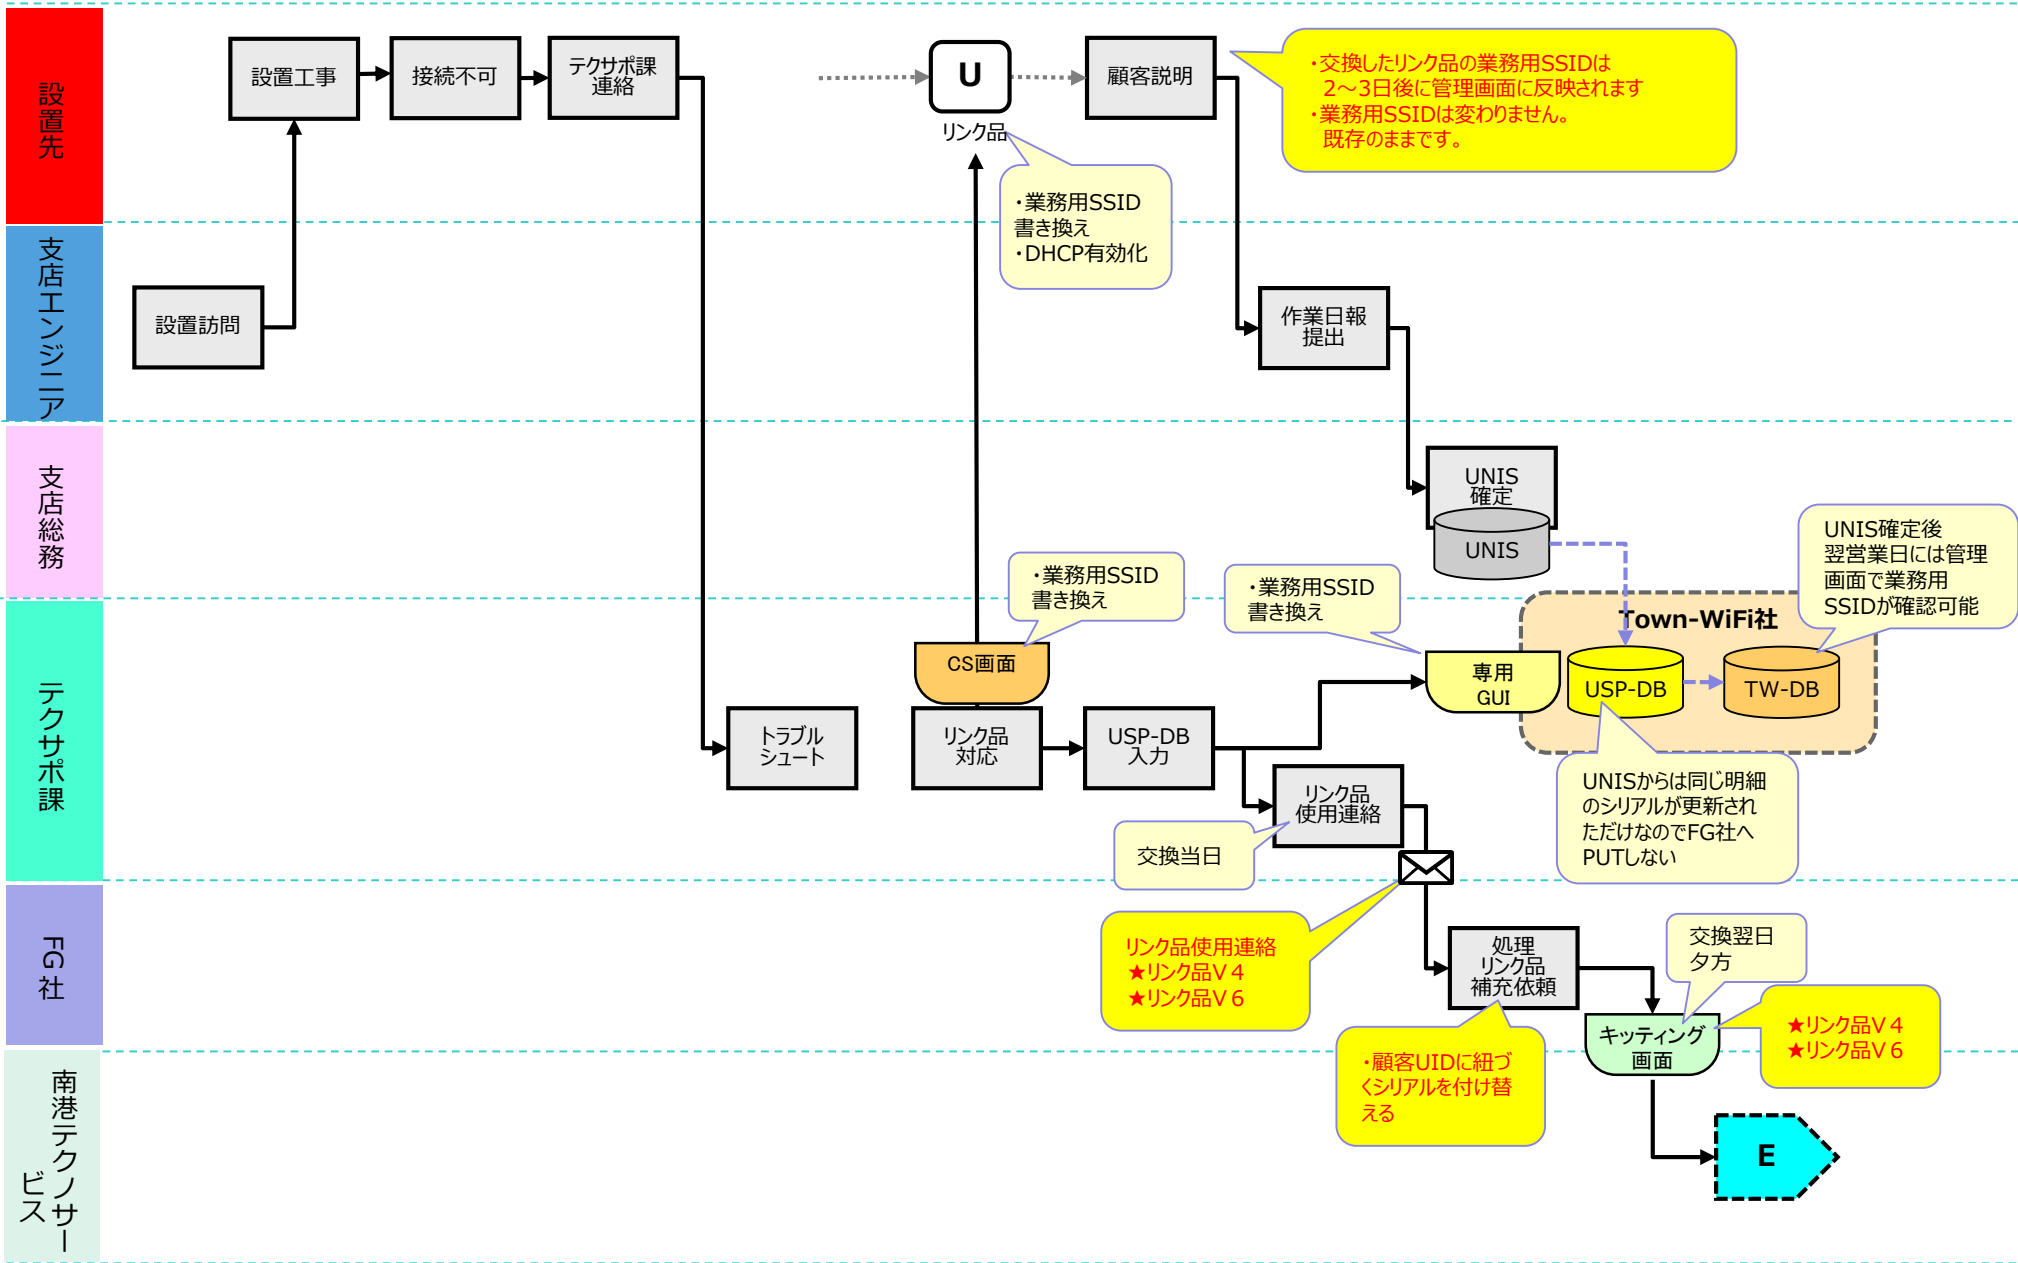 設置先
設置工事
接続不可
テクサポ課
連絡
U
リンク品
顧客説明
・交換したリンク品の業務用SSIDは
2～3日後に管理画面に反映されます
・業務用SSIDは変わりません。
既存のままです。
・業務用SSID
書き換え
・DHCP有効化
支店エンジニア
設置訪問
作業日報
提出
支店総務
UNIS
確定
UNIS
UNIS確定後
翌営業日には管理
画面で業務用
SSIDが確認可能
・業務用SSID
書き換え
・業務用SSID
書き換え
テクサポ課
Town-WiFi社
CS画面
専用
GUI
USP-DB
TW-DB
トラブル
シュート
リンク品
対応
USP-DB
入力
リンク品
使用連絡
交換当日
UNISからは同じ明細
のシリアルが更新され
ただけなのでFG社へ
PUTしない
FG社
リンク品使用連絡
★リンク品V４
★リンク品V６
処理
リンク品
補充依頼
交換翌日
夕方
キッティング
画面
★リンク品V４
★リンク品V６
・顧客UIDに紐づ
くシリアルを付け替
える
南港テクノサー
ビス
E